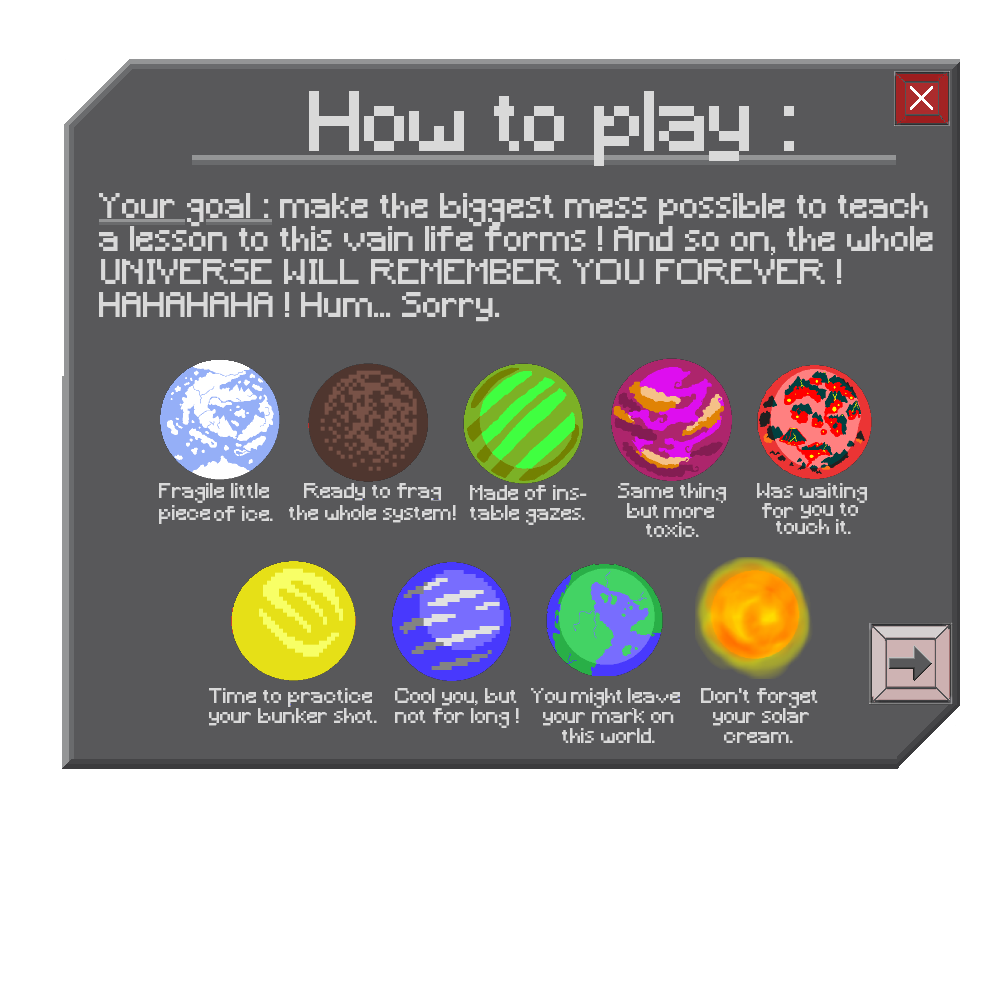 How to play :
Your goal : make the biggest mess possible to teach
a lesson to this vain life forms ! And so on, the whole
UNIVERSE WILL REMEMBER YOU FOREVER !
HAHAHAHA ! Hum... Sorry.
Fragile little
piece of ice.
Ready to frag
the whole system!
Made of ins-
table gazes.
Same thing
but more
toxic.
Was waiting
for you to
touch it.
Time to practice
your bunker shot.
Cool you, but
not for long !
You might leave
your mark on
this world.
Don't forget
your solar
cream.